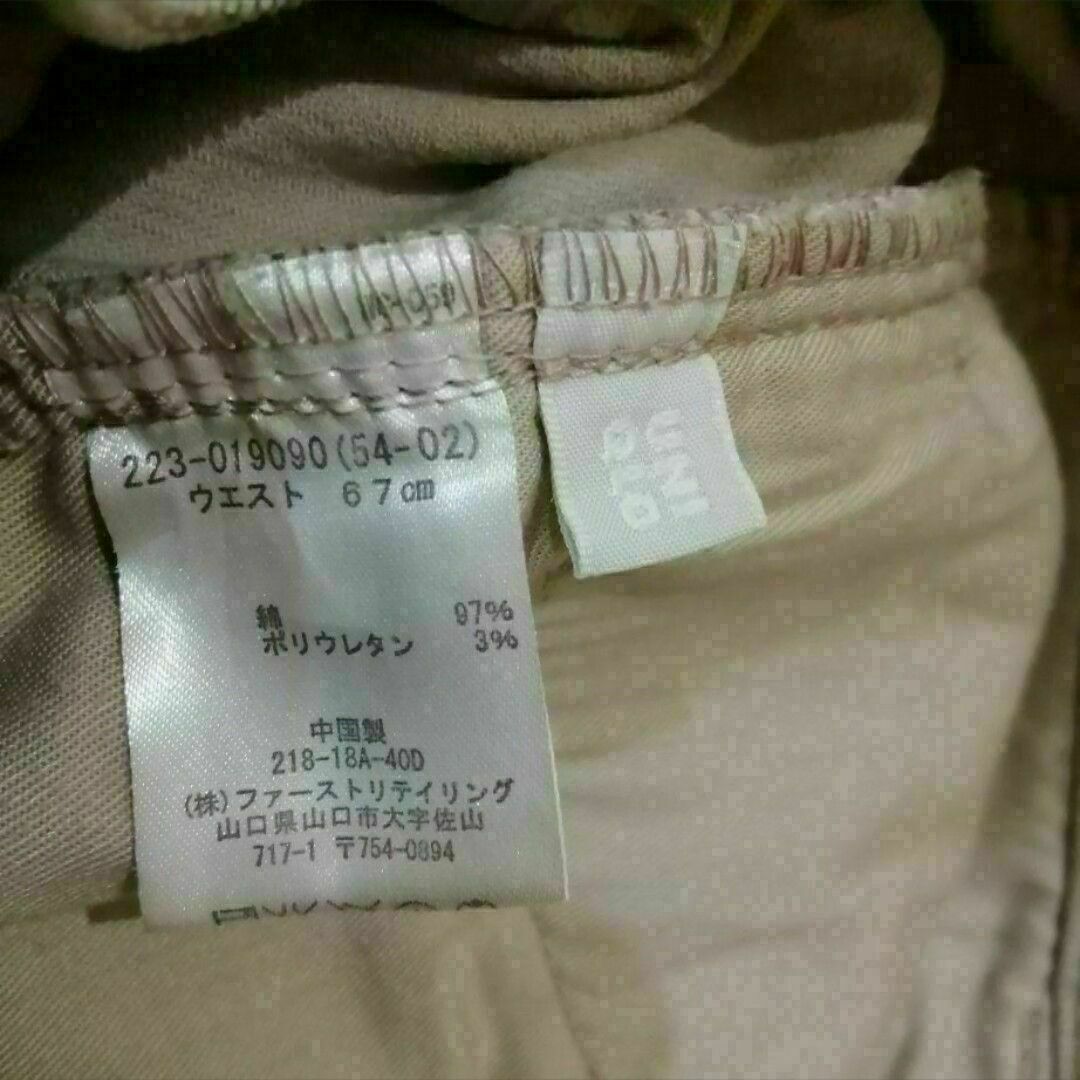 223-019090(54-02)
ウエスト 67cm
綿 97%
ポリウレタン 3%
中国製
218-18A-40D
(株)ファーストリテイリング
山口県山口市大字佐山
717-1 〒754-0894
UNI
QLO